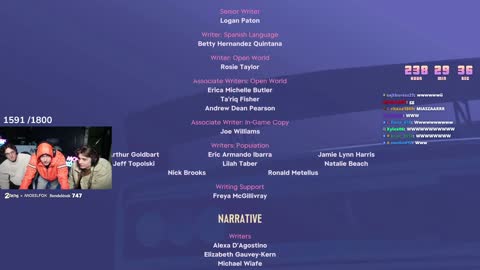 Senior Writer
Logan Paton
Writer: Spanish Language
Betty Hernandez Quintana
Writer: Open World
Rosie Taylor
238 29 36
Associate Writers: Open World
Erica Michelle Butler
Ta'riq Fisher
Andrew Dean Pearson
Associate Writer: In-Game Copy
Joe Williams
1591 /1800
Writers: Population
Arthur Goldbart Eric Armando Ibarra Jamie Lynn Harris
Jeff Topolski Lilah Taber Natalie Beach
Nick Brooks Ronald Metellus
Writing Support
Freya McGillivray
747
NARRATIVE
Writers
Alexa D'Agostino
Elizabeth Gauvey-Kern
Michael Wiafe